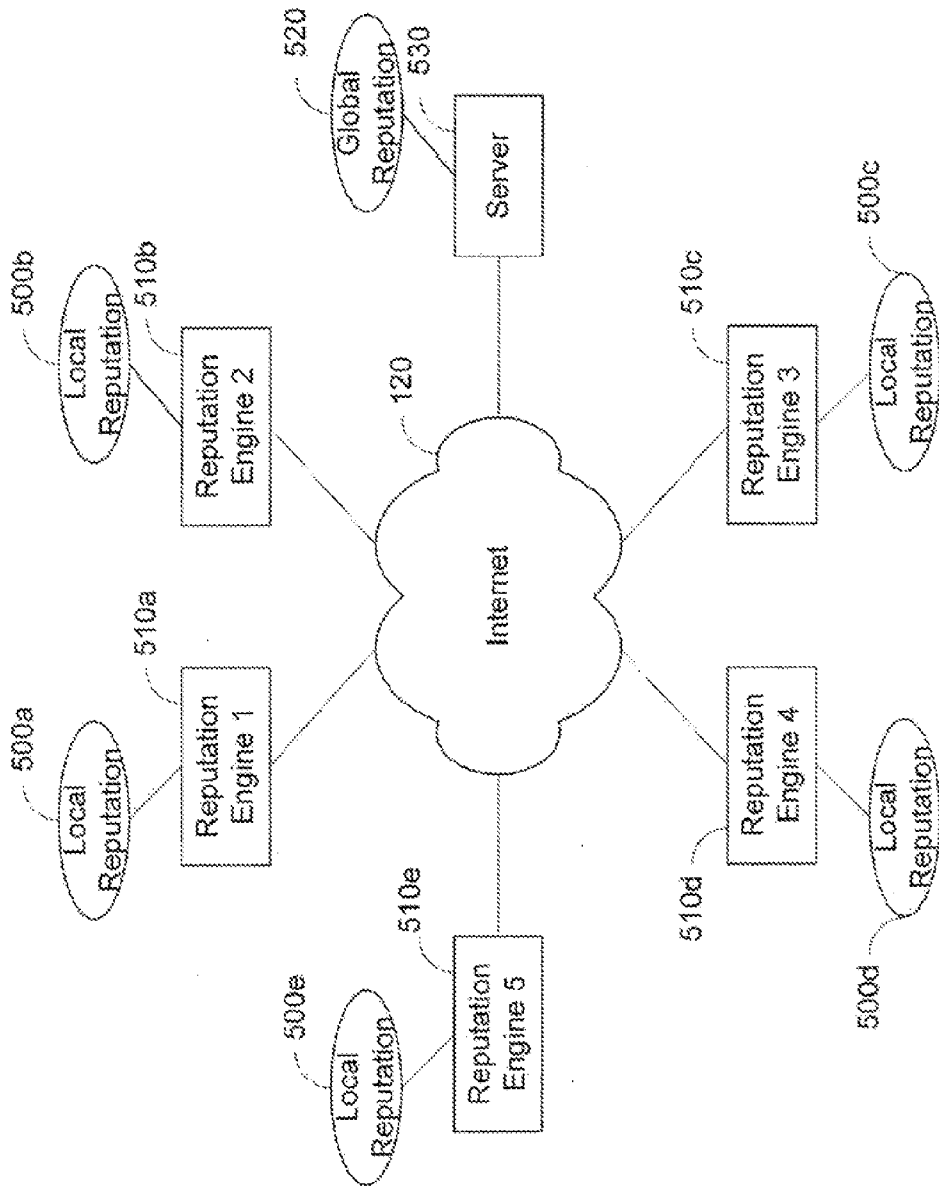 500a
Local
Reputation
510a
Reputation
Engine 1
500b
Local
Reputation
510b
Reputation
Engine 2
500e
Local
Reputation
510e
Reputation
Engine 5
120
Internet
520
Global
Reputation
530
Server
510d
Reputation
Engine 4
500d
Local
Reputation
510c
Reputation
Engine 3
500c
Local
Reputation